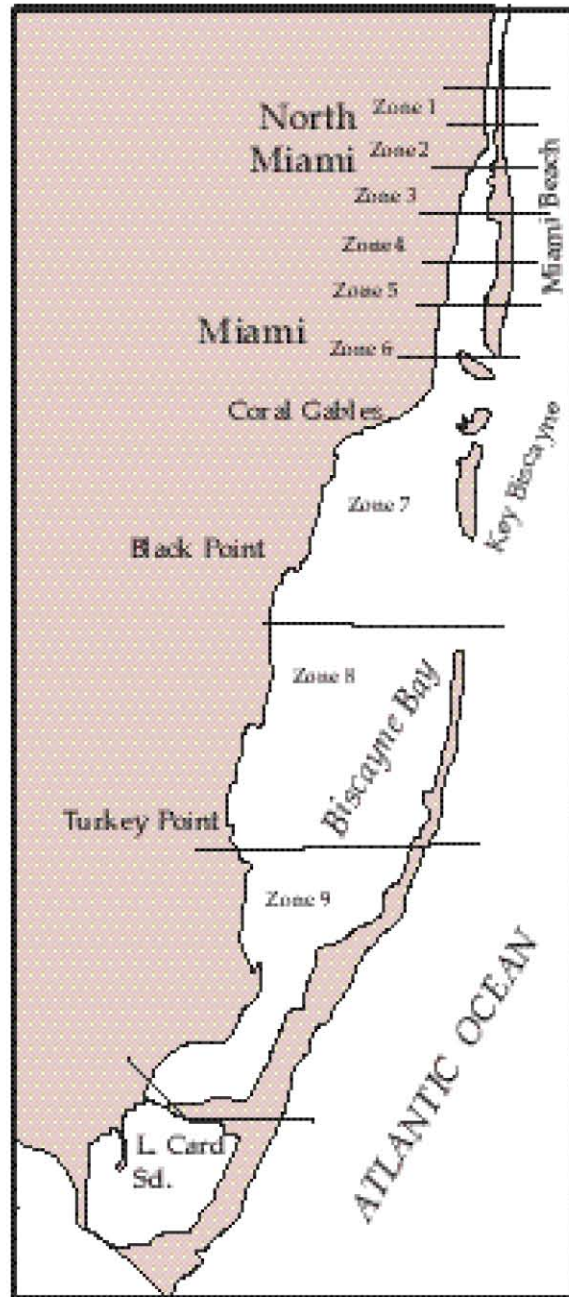 North
Miami
Zone 1
Zone 2
Zone 3
Zone 4
Zone 5
Miami Beach
Miami
Zone 6
Coral Gables
Key Biscayne
Zone 7
Black Point
Zone 8
Biscayne Bay
Turkey Point
Zone 9
ATLANTIC OCEAN
L. Card
Sd.